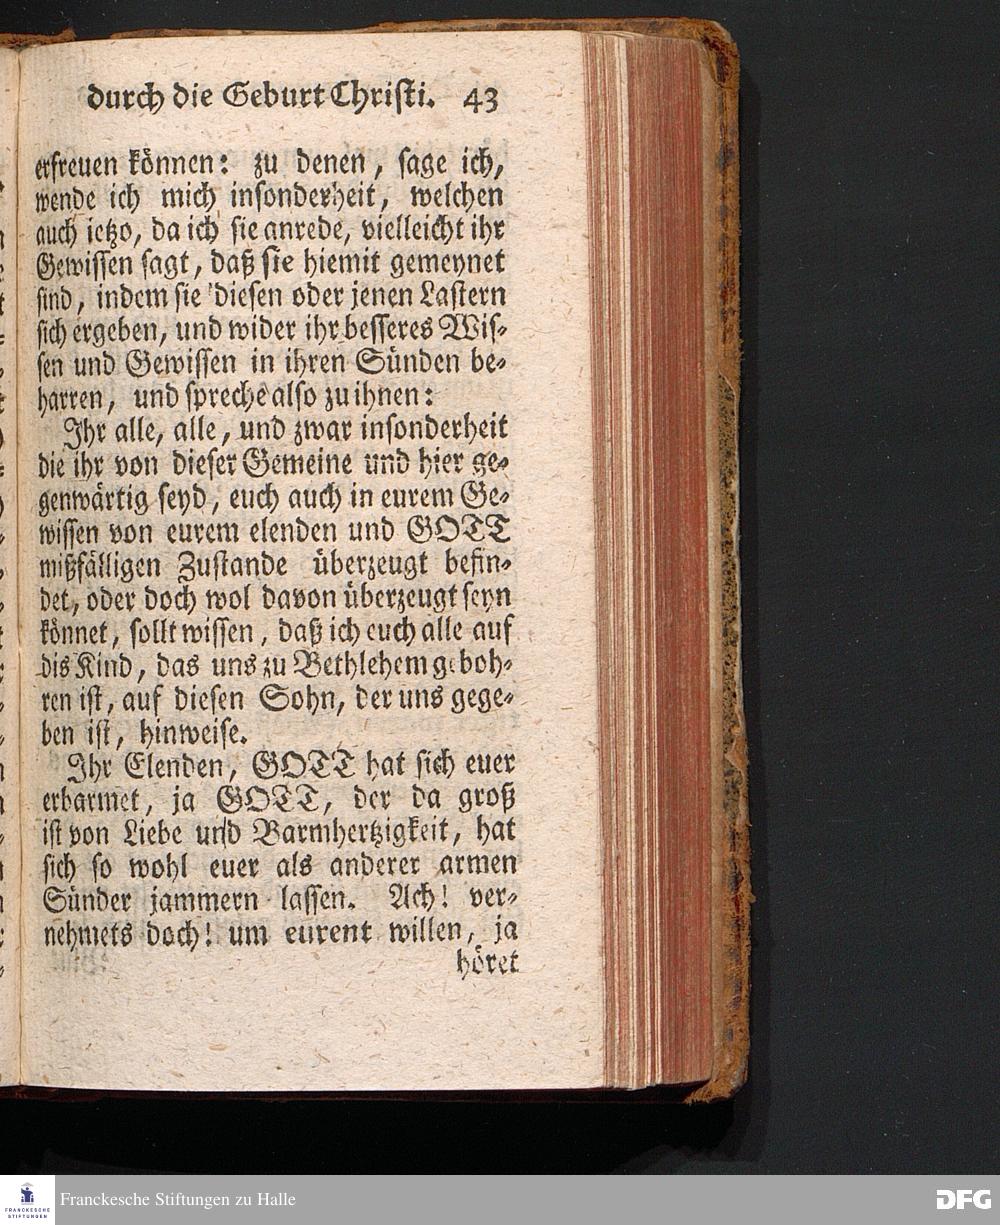 durch die Geburt Christi. 43
erfreuen können: zu denen, sage ich,
wende ich mich insonderheit, welchen
auch ietzo, da ich sie anrede, vielleicht ihr
Gewissen sagt, daß sie hiemit gemeynet
sind, indem sie diesen oder jenen Lastern
sich ergeben, und wider ihr besseres Wis-
sen und Gewissen in ihren Sünden be-
harren, und spreche also zu ihnen:
Ihr alle, alle, und zwar insonderheit
die ihr von dieser Gemeine und hier ge-
genwärtig seyd, euch auch in eurem Ge-
wissen von eurem elenden und GOTT
mißfälligen Zustande überzeugt befin-
det, oder doch wol davon überzeugt seyn
könnet, sollt wissen, daß ich euch alle auf
dis Kind, das uns zu Bethlehem geboh-
ren ist, auf diesen Sohn, der uns gege-
ben ist, hinweise.
Ihr Elenden, GOTT hat sich euer
erbarmet, ja GOTT, der da groß
ist von Liebe und Barmhertzigkeit, hat
sich so wohl euer als anderer armen
Sünder jammern lassen. Ach! ver-
nehmets doch! um eurent willen, ja
höret
FRANCKESCHE
STIFTUNGEN
Franckesche Stiftungen zu Halle
DFG